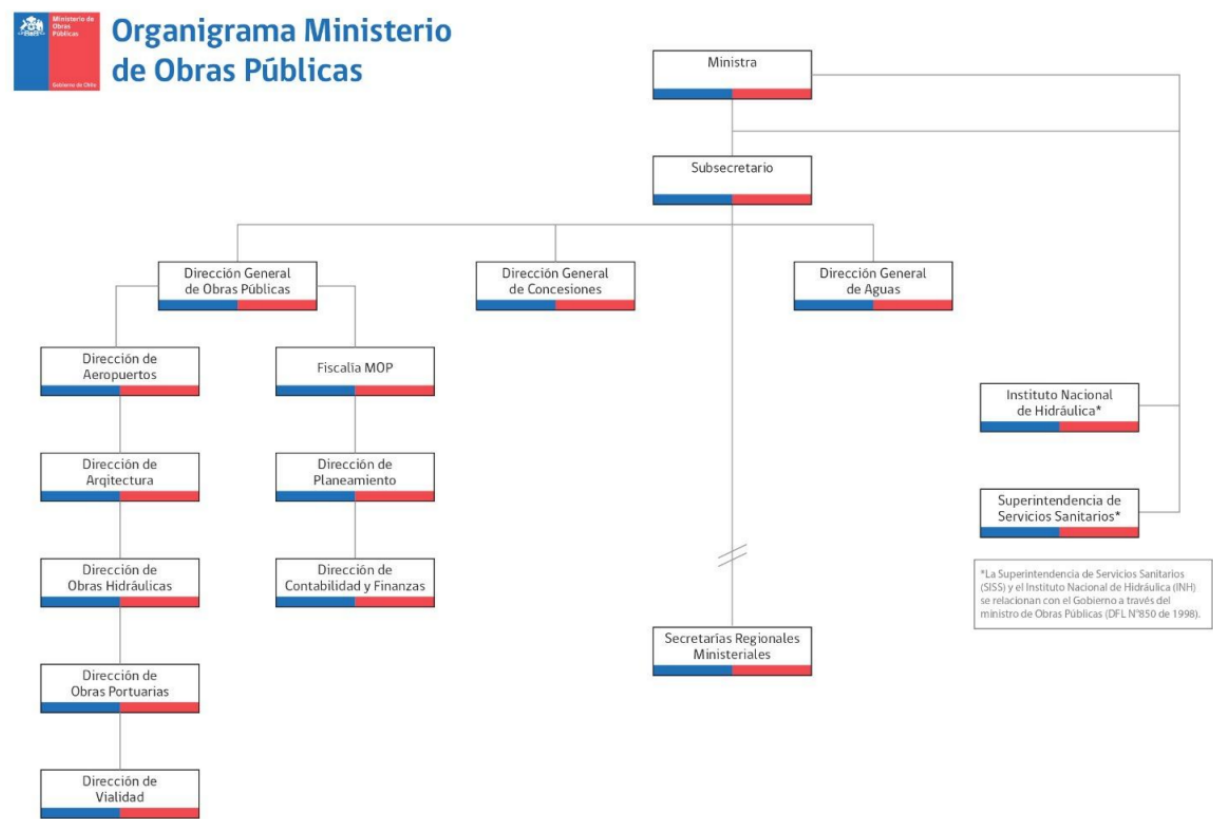 Ministerio de
Obras
Públicas
Gobierno de Chile
Organigrama Ministerio
de Obras Públicas
Ministra
Subsecretario
Dirección General
de Obras Públicas
Dirección General
de Concesiones
Dirección General
de Aguas
Dirección de
Aeropuertos
Fiscalía MOP
Instituto Nacional
de Hidráulica*
Dirección de
Arqitectura
Dirección de
Planeamiento
Superintendencia de
Servicios Sanitarios*
Dirección de
Obras Hidráulicas
Dirección de
Contabilidad y Finanzas
*La Superintendencia de Servicios Sanitarios
(SISS) y el Instituto Nacional de Hidráulica (INH)
se relacionan con el Gobierno a través del
ministro de Obras Públicas (DFL N°850 de 1998).
Secretarías Regionales
Ministeriales
Dirección de
Obras Portuarias
Dirección de
Vialidad